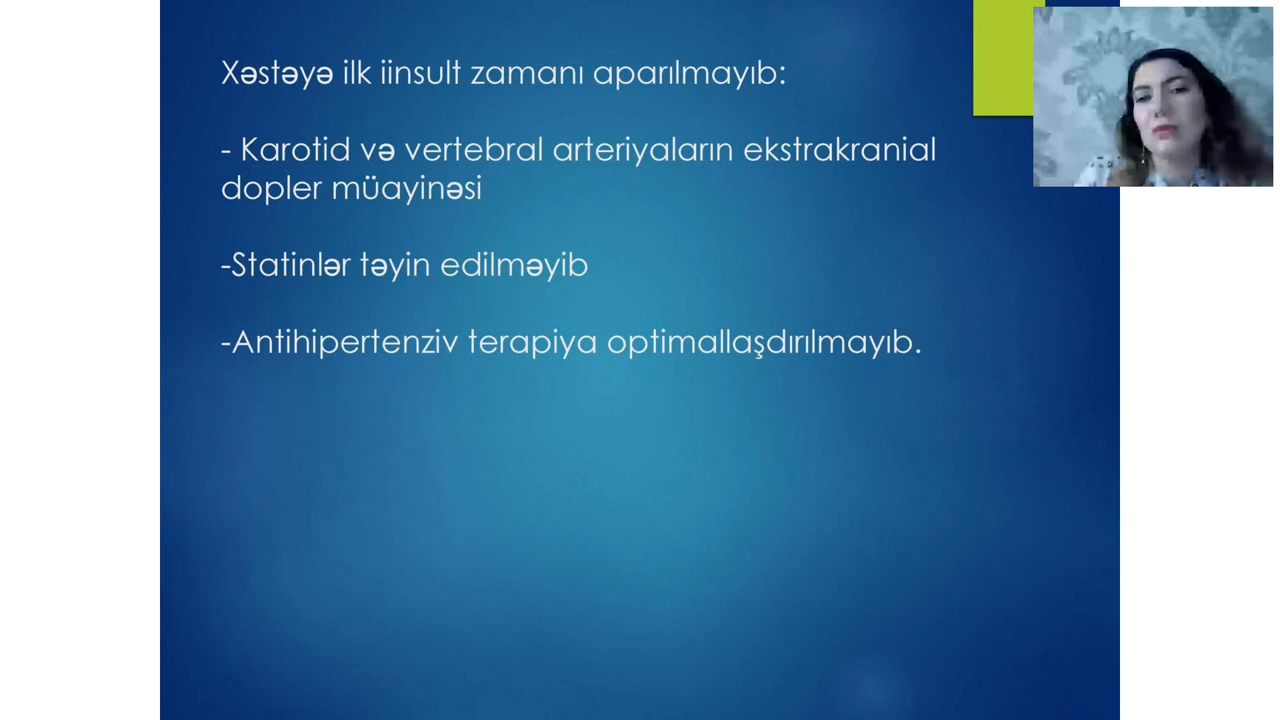 Xəstəyə ilk iinsult zamanı aparılmayıb:
- Karotid və vertebral arteriyaların ekstrakranial
dopler müayinəsi
-Statinlər təyin edilməyib
-Antihipertenziv terapiya optimallaşdırılmayıb.